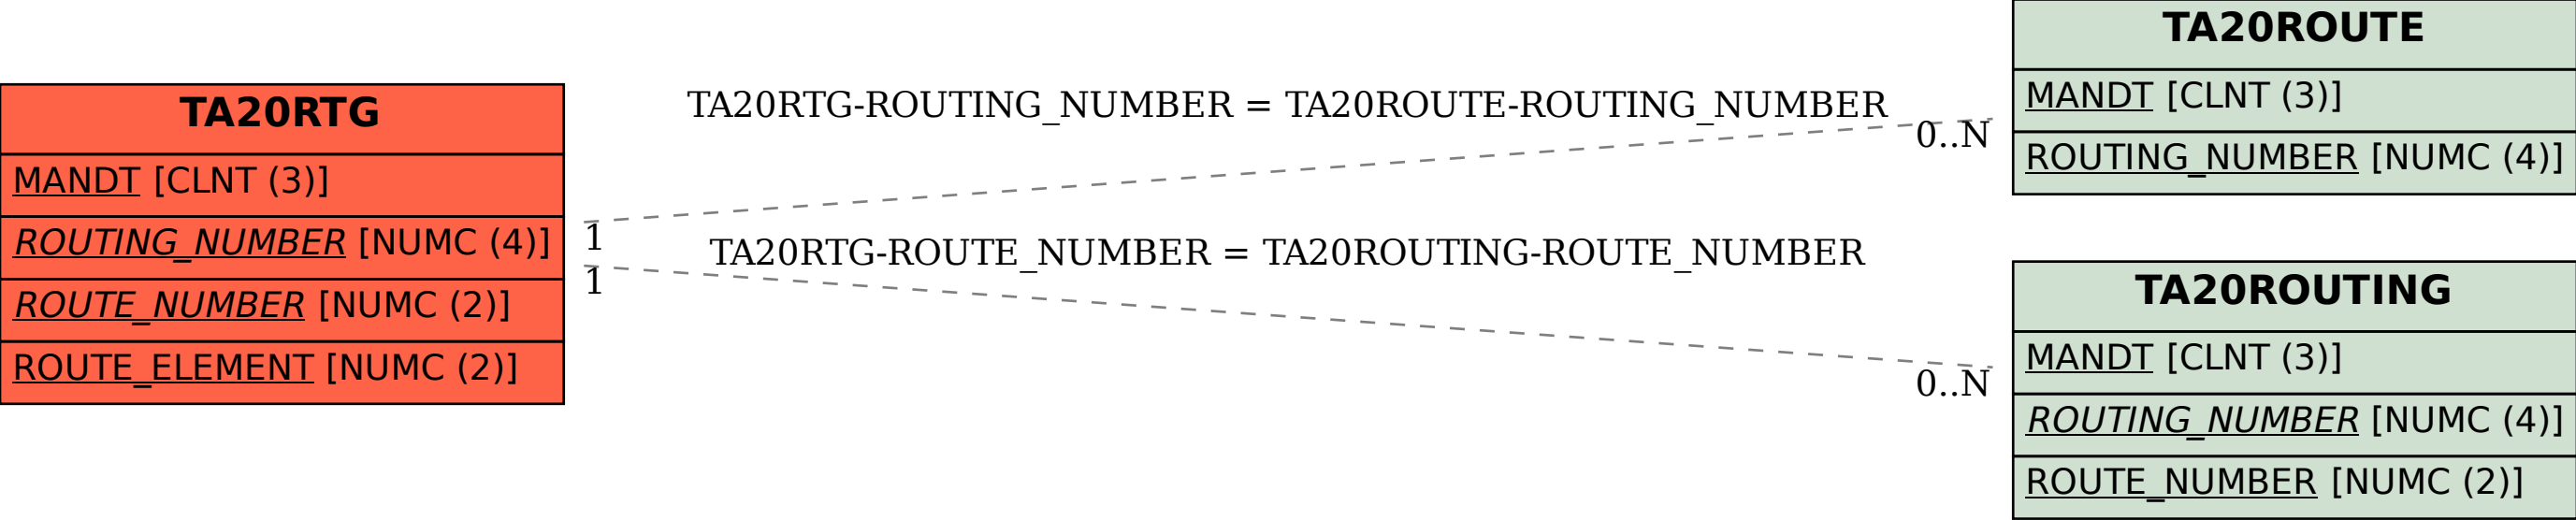 TA20RTG
MANDT [CLNT (3)]
ROUTING_NUMBER [NUMC (4)]
ROUTE_NUMBER [NUMC (2)]
ROUTE_ELEMENT [NUMC (2)]
TA20RTG-ROUTING_NUMBER = TA20ROUTE-ROUTING_NUMBER
0..N
1
TA20RTG-ROUTE_NUMBER = TA20ROUTING-ROUTE_NUMBER
1
0..N
TA20ROUTE
MANDT [CLNT (3)]
ROUTING_NUMBER [NUMC (4)]
TA20ROUTING
MANDT [CLNT (3)]
ROUTING_NUMBER [NUMC (4)]
ROUTE_NUMBER [NUMC (2)]